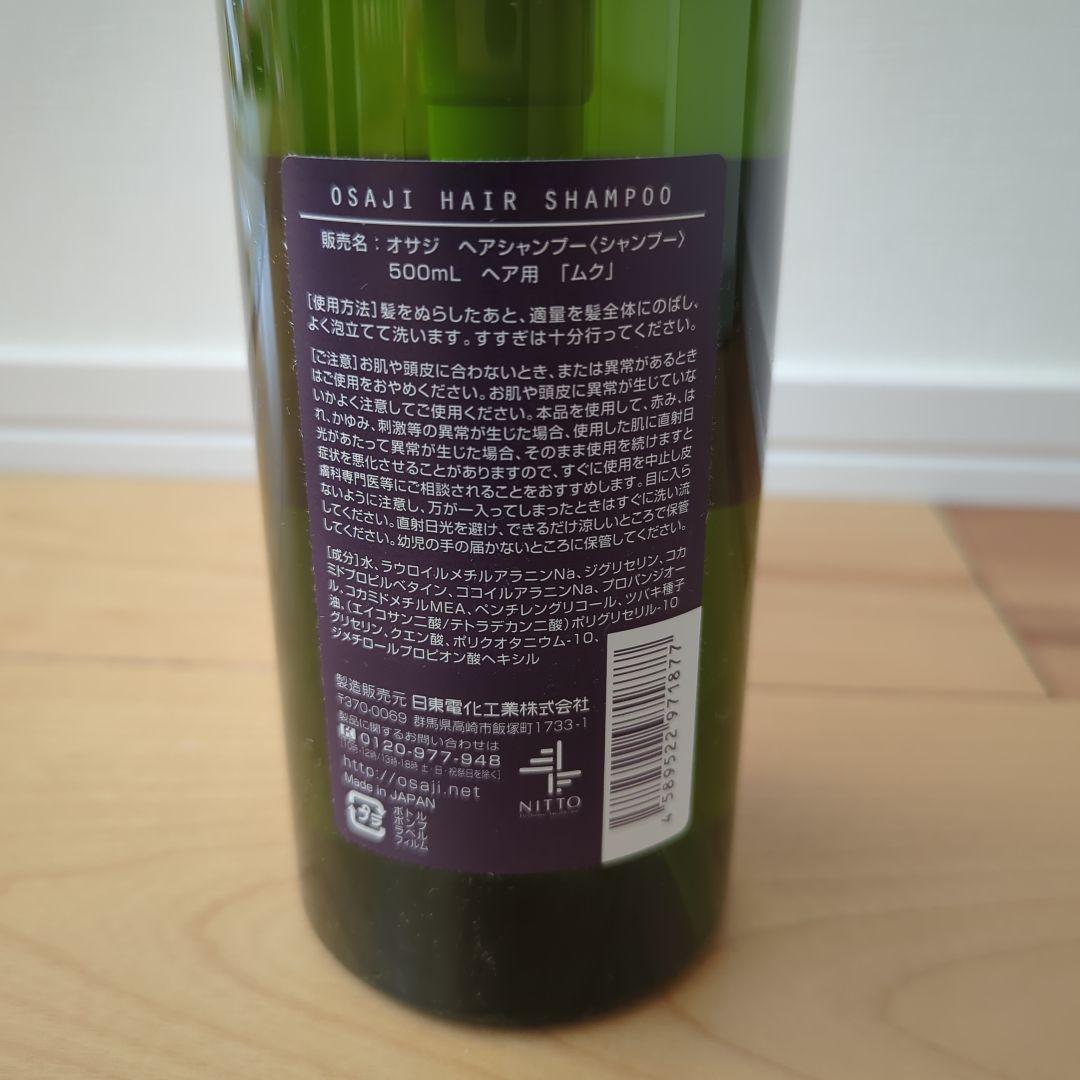 OSAJI HAIR SHAMPOO
販売名：オサジ ヘアシャンプー〈シャンプー〉
500mL ヘア用 「ムク」
[使用方法]髪をぬらしたあと、適量を髪全体にのばし、
よく泡立てて洗います。すすぎは十分行ってください。
[ご注意]お肌や頭皮に合わないとき、または異常があるとき
はご使用をおやめください。お肌や頭皮に異常が生じていな
いかよく注意してご使用ください。本品を使用して、赤み、は
れ、かゆみ、刺激等の異常が生じた場合、使用した肌に直射日
光があたって異常が生じた場合、そのまま使用を続けますと
症状を悪化させることがありますので、すぐに使用を中止し皮
膚科専門医等にご相談されることをおすすめします。目に入ら
ないように注意し、万が一入ってしまったときはすぐに洗い流
してください。直射日光を避け、できるだけ涼しいところで保管
してください。幼児の手の届かないところに保管してください。
[成分]水、ラウロイルメチルアラニンNa、ジグリセリン、コカ
ミドプロピルベタイン、ココイルアラニンNa、プロパンジオー
ル、コカミドメチルMEA、ペンチレングリコール、ツバキ種子
油、(エイコサン二酸/テトラデカン二酸)ポリグリセリル-10
グリセリン、クエン酸、ポリクオタニウム-10、
ジメチロールプロピオン酸ヘキシル
製造販売元 日東電化工業株式会社
〒370-0069 群馬県高崎市飯塚町1733-1
製品に関するお問い合わせは
0120-977-948
[10時-12時/13時-18時 土・日・祝祭日を除く]
http://osaji.net
Made in JAPAN
プラ
ボトル
ポンプ
ラベル
フィルム
NITTO
4589522971877